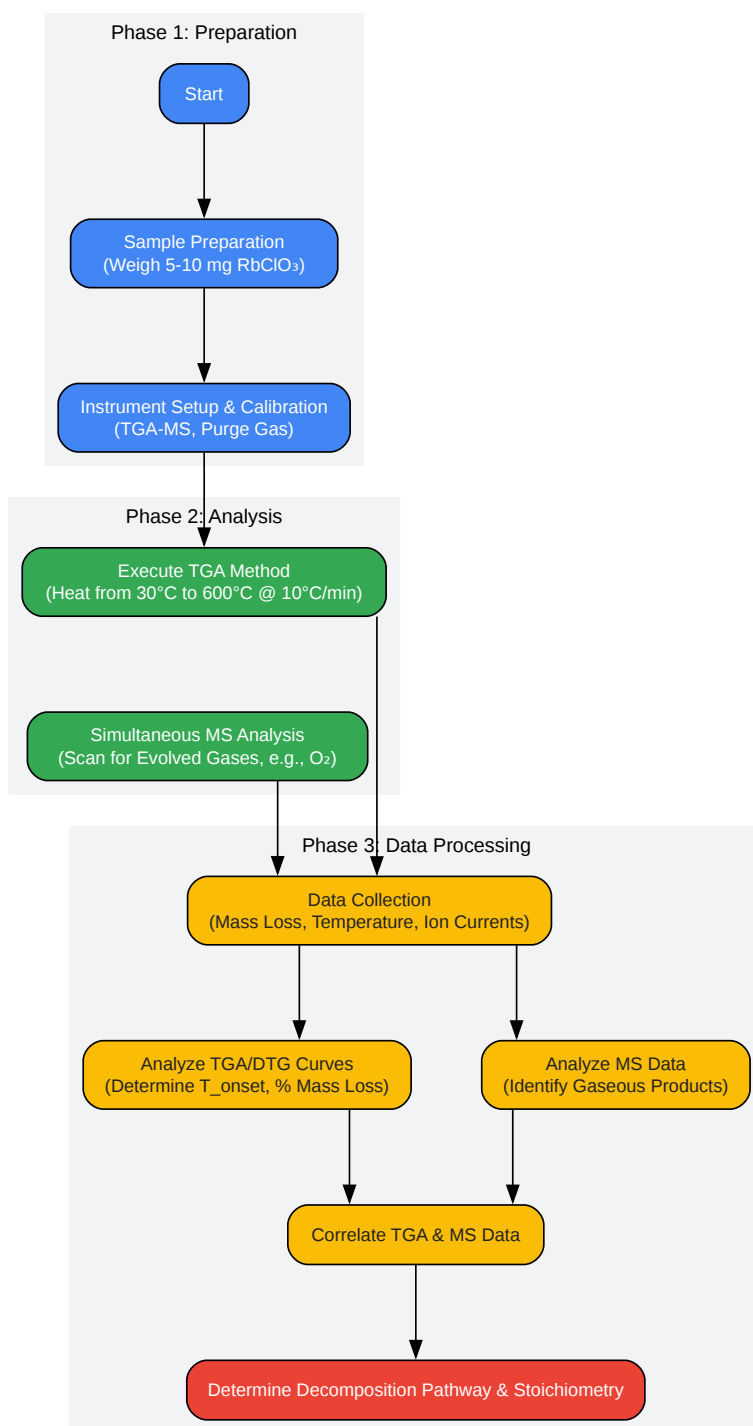 Phase 1: Preparation
Start
Sample Preparation
(Weigh 5-10 mg RbClO₃)
Instrument Setup & Calibration
(TGA-MS, Purge Gas)
Phase 2: Analysis
Execute TGA Method
(Heat from 30°C to 600°C @ 10°C/min)
Simultaneous MS Analysis
(Scan for Evolved Gases, e.g., O₂)
Phase 3: Data Processing
Data Collection
(Mass Loss, Temperature, Ion Currents)
Analyze TGA/DTG Curves
(Determine T_onset, % Mass Loss)
Analyze MS Data
(Identify Gaseous Products)
Correlate TGA & MS Data
Determine Decomposition Pathway & Stoichiometry